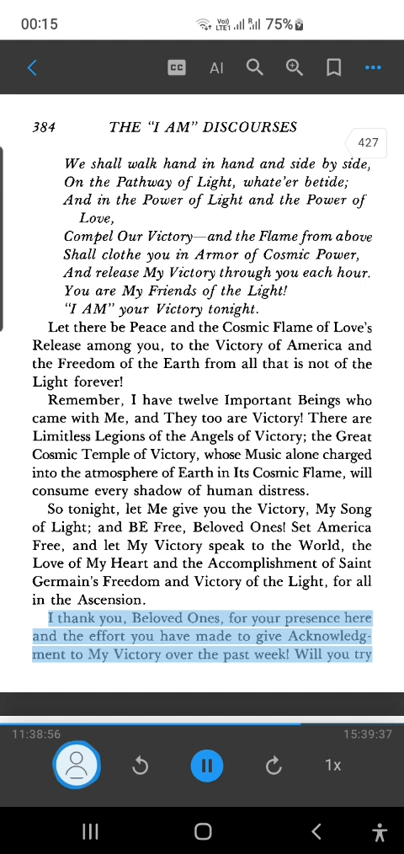 00:15
Vo)) LTE1 75%
CC AI
384 THE "I AM" DISCOURSES
427
We shall walk hand in hand and side by side,
On the Pathway of Light, whate'er betide;
And in the Power of Light and the Power of
Love,
Compel Our Victory—and the Flame from above
Shall clothe you in Armor of Cosmic Power,
And release My Victory through you each hour.
You are My Friends of the Light!
"I AM" your Victory tonight.
Let there be Peace and the Cosmic Flame of Love's
Release among you, to the Victory of America and
the Freedom of the Earth from all that is not of the
Light forever!
Remember, I have twelve Important Beings who
came with Me, and They too are Victory! There are
Limitless Legions of the Angels of Victory; the Great
Cosmic Temple of Victory, whose Music alone charged
into the atmosphere of Earth in Its Cosmic Flame, will
consume every shadow of human distress.
So tonight, let Me give you the Victory, My Song
of Light; and BE Free, Beloved Ones! Set America
Free, and let My Victory speak to the World, the
Love of My Heart and the Accomplishment of Saint
Germain's Freedom and Victory of the Light, for all
in the Ascension.
I thank you, Beloved Ones, for your presence here
and the effort you have made to give Acknowledg-
ment to My Victory over the past week! Will you try
11:38:56 15:39:37
1x